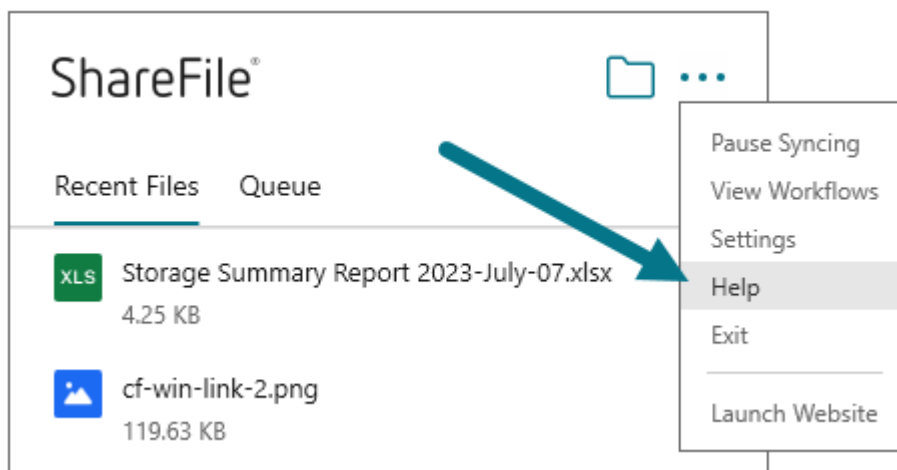 ShareFile®
Recent Files Queue
XLS Storage Summary Report 2023-July-07.xlsx
4.25 KB
cf-win-link-2.png
119.63 KB
Pause Syncing
View Workflows
Settings
Help
Exit
Launch Website